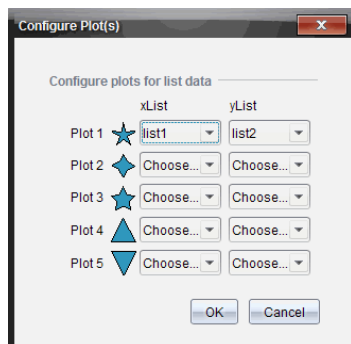 Configure Plot(s)
Configure plots for list data
xList yList
Plot 1 list1 list2
Plot 2 Choose... Choose...
Plot 3 Choose... Choose...
Plot 4 Choose... Choose...
Plot 5 Choose... Choose...
OK Cancel